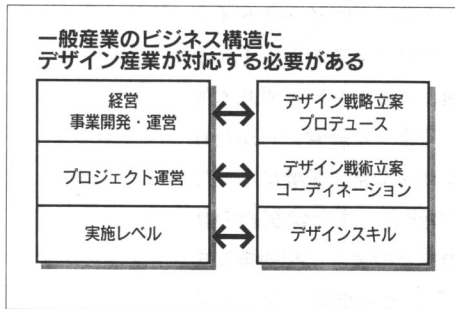 一般産業のビジネス構造に
デザイン産業が対応する必要がある
経営
事業開発・運営
デザイン戦略立案
プロデュース
プロジェクト運営
デザイン戦術立案
コーディネーション
実施レベル
デザインスキル